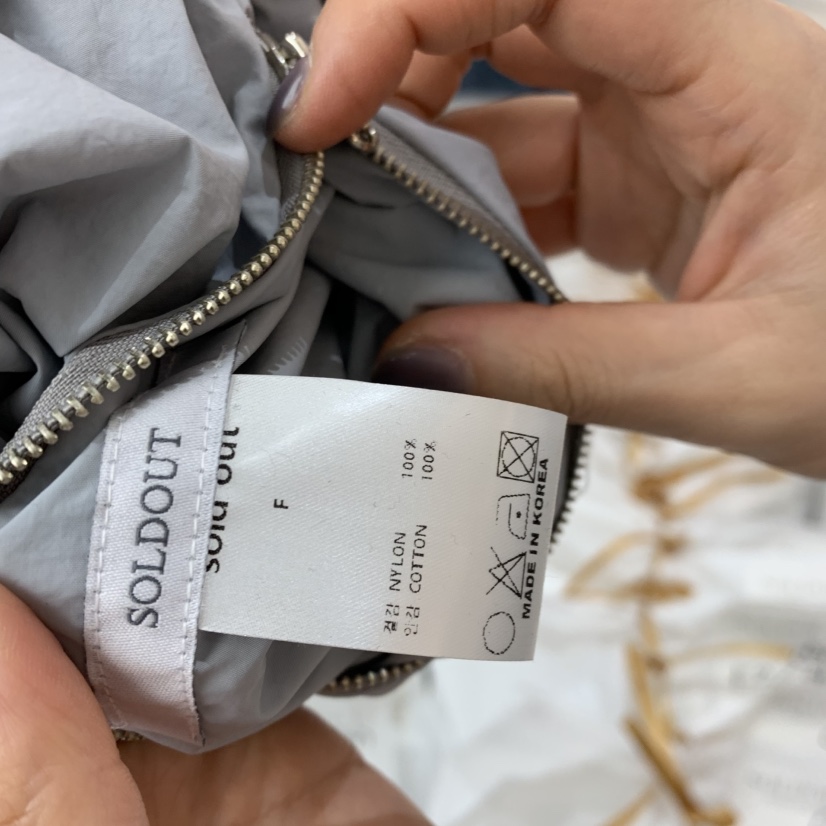 SOLDOUT
sold out
F
겉감 NYLON 100%
안감 COTTON 100%
MADE IN KOREA